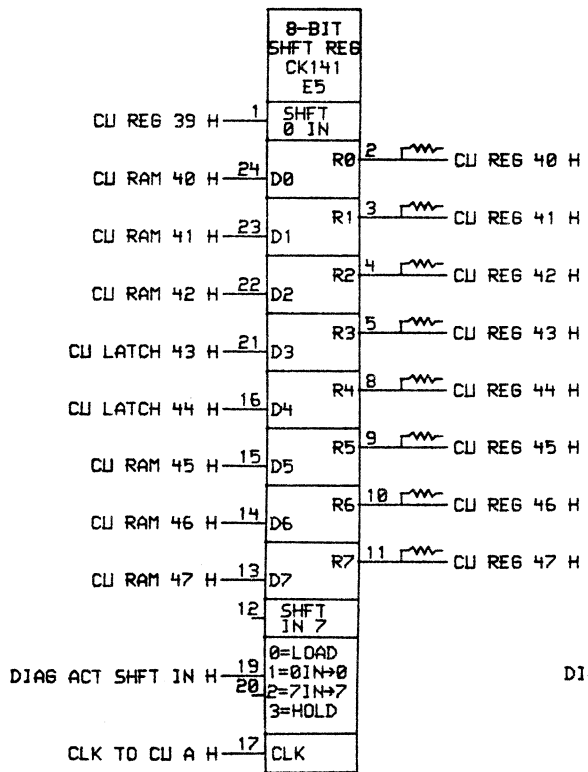 8-BIT
SHFT REG
CK141
E5
CU REG 39 H 1 SHFT
0 IN
R0 2 CU REG 40 H
CU RAM 40 H 24 D0
R1 3 CU REG 41 H
CU RAM 41 H 23 D1
R2 4 CU REG 42 H
CU RAM 42 H 22 D2
R3 5 CU REG 43 H
CU LATCH 43 H 21 D3
R4 8 CU REG 44 H
CU LATCH 44 H 16 D4
R5 9 CU REG 45 H
CU RAM 45 H 15 D5
R6 10 CU REG 46 H
CU RAM 46 H 14 D6
R7 11 CU REG 47 H
CU RAM 47 H 13 D7
12 SHFT
IN 7
0=LOAD
DIAG ACT SHFT IN H 19 1=0IN→0 DI
20 2=7IN→7
3=HOLD
CLK TO CU A H 17 CLK